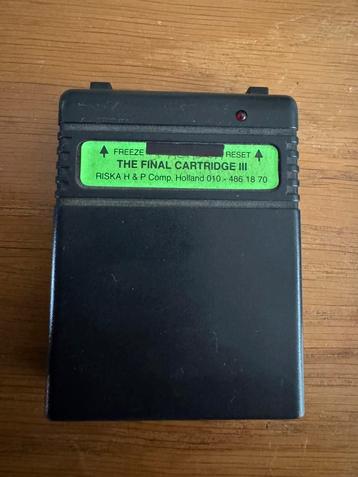 FREEZE RESET
THE FINAL CARTRIDGE III
RISKA H & P Comp. Holland 010 - 486 18 70